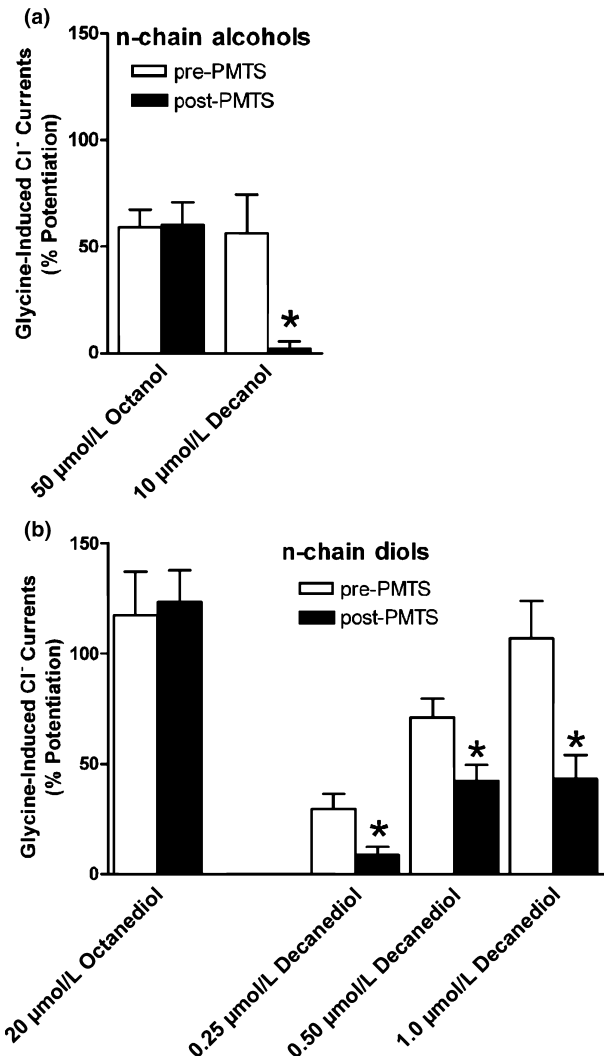 (a)
n-chain alcohols
pre-PMTS
post-PMTS
Glycine-Induced Cl⁻ Currents
(% Potentiation)
150
100
50
0
*
50 µmol/L Octanol
10 µmol/L Decanol
(b)
n-chain diols
pre-PMTS
post-PMTS
Glycine-Induced Cl⁻ Currents
(% Potentiation)
150
100
50
0
*
*
*
20 µmol/L Octanediol
0.25 µmol/L Decanediol
0.50 µmol/L Decanediol
1.0 µmol/L Decanediol